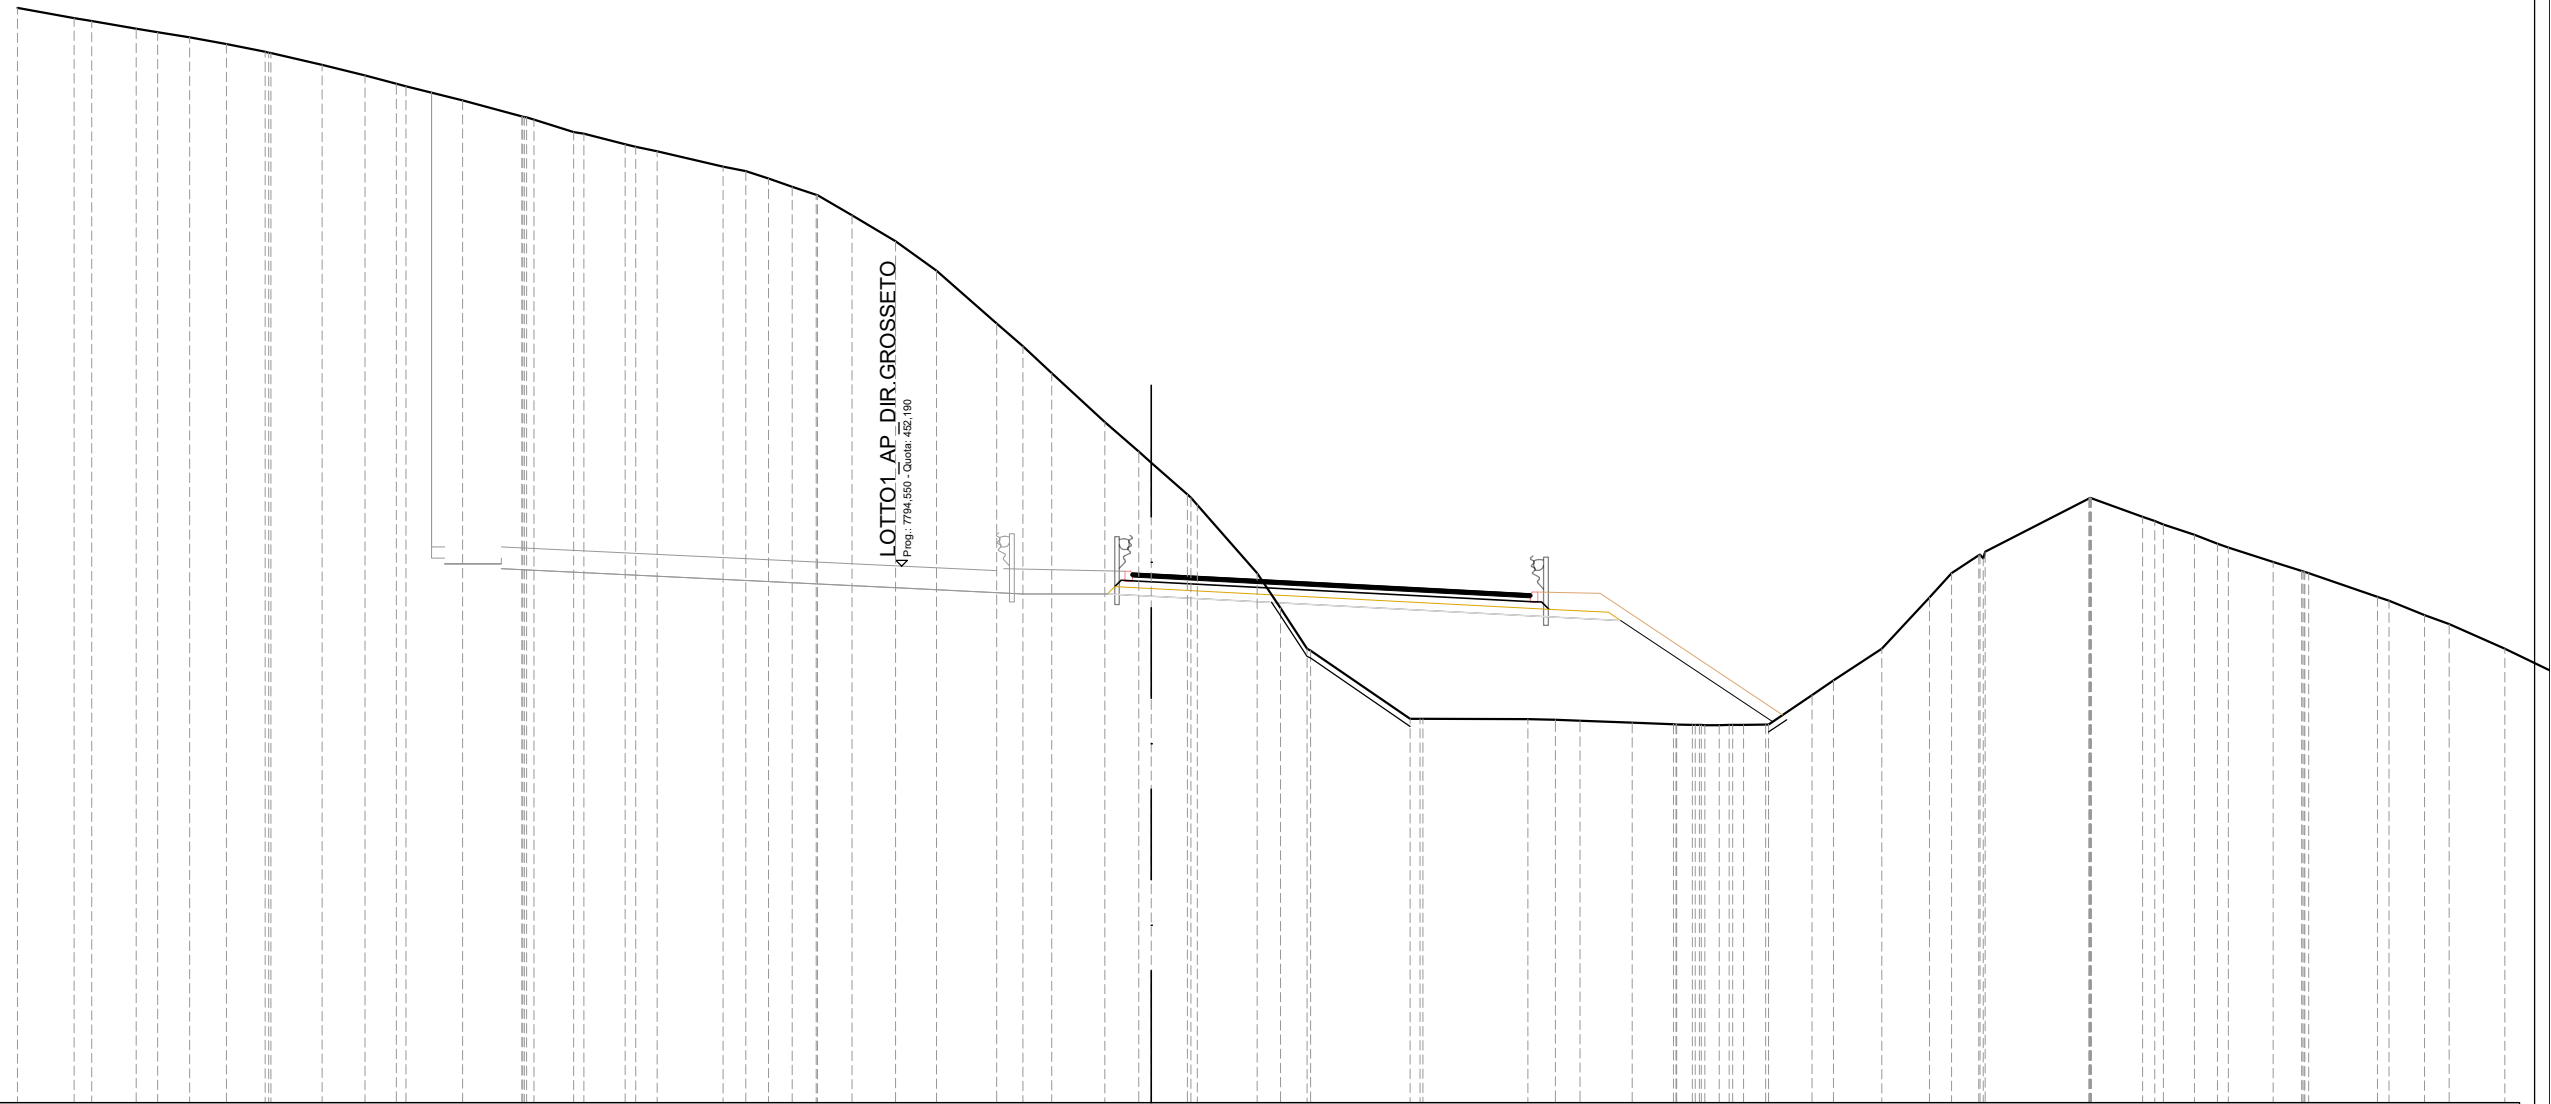 LOTTO1_AP_DIR.GROSSETO
Prog.: 7794,550 - Quota: 452,190